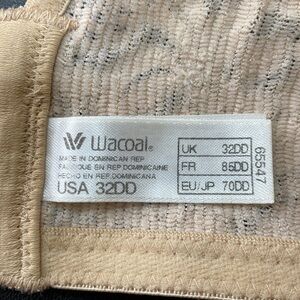 Wacoal®
MADE IN DOMINICAN REP
FABRIQUE EN REP DOMINICAINE
HECHO EN REP.DOMINICANA
USA 32DD
UK 32DD
FR 85DD
EU/JP 70DD
65547